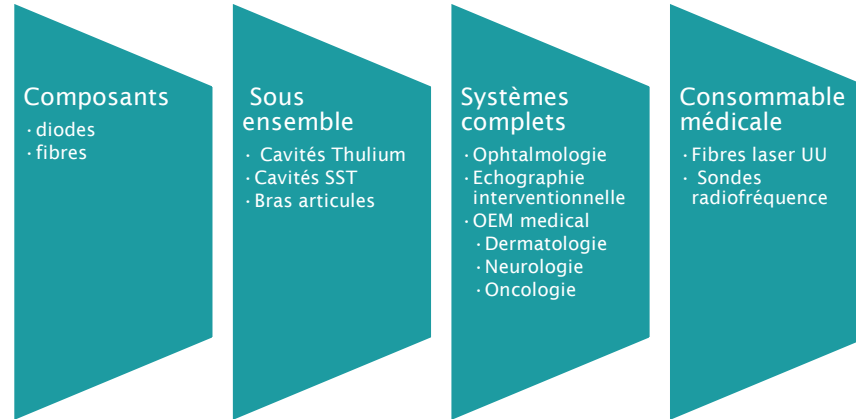 Composants
· diodes
· fibres
Sous
ensemble
· Cavités Thulium
· Cavités SST
· Bras articules
Systèmes
complets
· Ophtalmologie
· Echographie
interventionnelle
· OEM medical
· Dermatologie
· Neurologie
· Oncologie
Consommable
médicale
· Fibres laser UU
· Sondes
radiofréquence